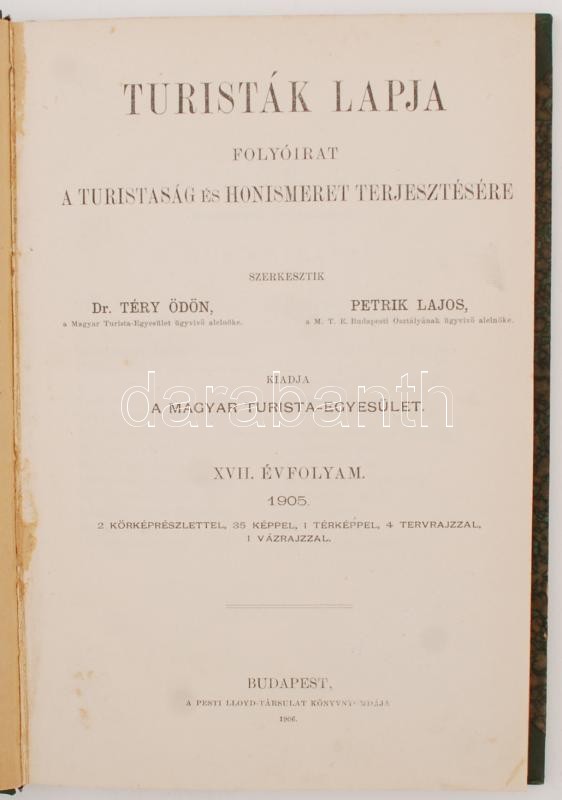 TURISTÁK LAPJA
FOLYÓIRAT
A TURISTASÁG ÉS HONISMERET TERJESZTÉSÉRE
SZERKESZTIK
Dr. TÉRY ÖDÖN,
a Magyar Turista-Egyesület ügyvivő alelnöke.
PETRIK LAJOS,
a M. T. E. Budapesti Osztályának ügyvivő alelnöke.
KIADJA
darabanth
A MAGYAR TURISTA-EGYESÜLET.
XVII. ÉVFOLYAM.
1905.
2 KÖRKÉPRÉSZLETTEL, 35 KÉPPEL, 1 TÉRKÉPPEL, 4 TERVRAJZZAL,
1 VÁZRAJZZAL.
BUDAPEST,
A PESTI LLOYD-TÁRSULAT KÖNYVNYOMDÁJA
1906.